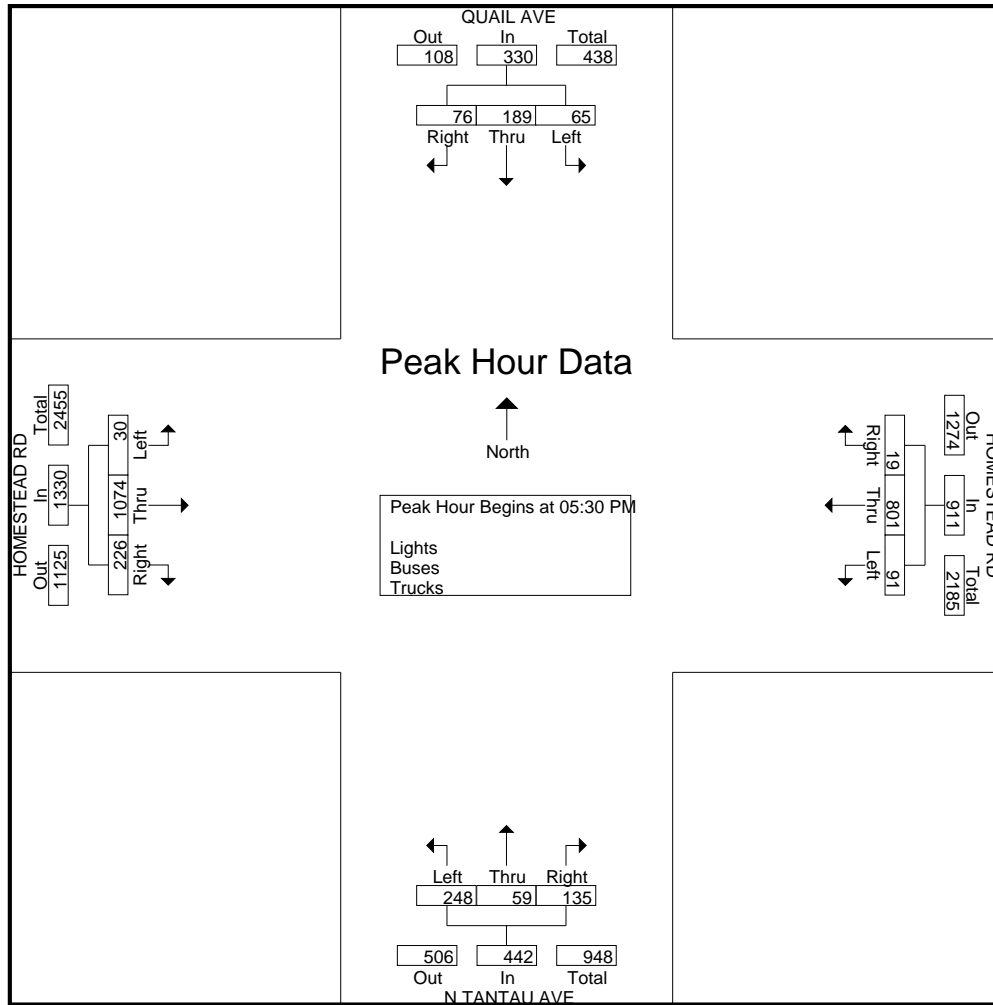 QUAIL AVE
Out In Total
108 330 438
76 189 65
Right Thru Left
Peak Hour Data
North
Peak Hour Begins at 05:30 PM
Lights
Buses
Trucks
HOMESTEAD RD
Out In Total
1125 1330 2455
226 1074 30
Right Thru Left
HOMESTEAD RD
Out In Total
1274 911 2185
19 801 91
Right Thru Left
Left Thru Right
248 59 135
506 442 948
Out In Total
N TANTAU AVE